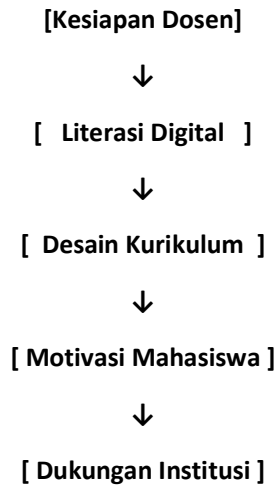 [Kesiapan Dosen]
↓
[ Literasi Digital ]
↓
[ Desain Kurikulum ]
↓
[ Motivasi Mahasiswa ]
↓
[ Dukungan Institusi ]